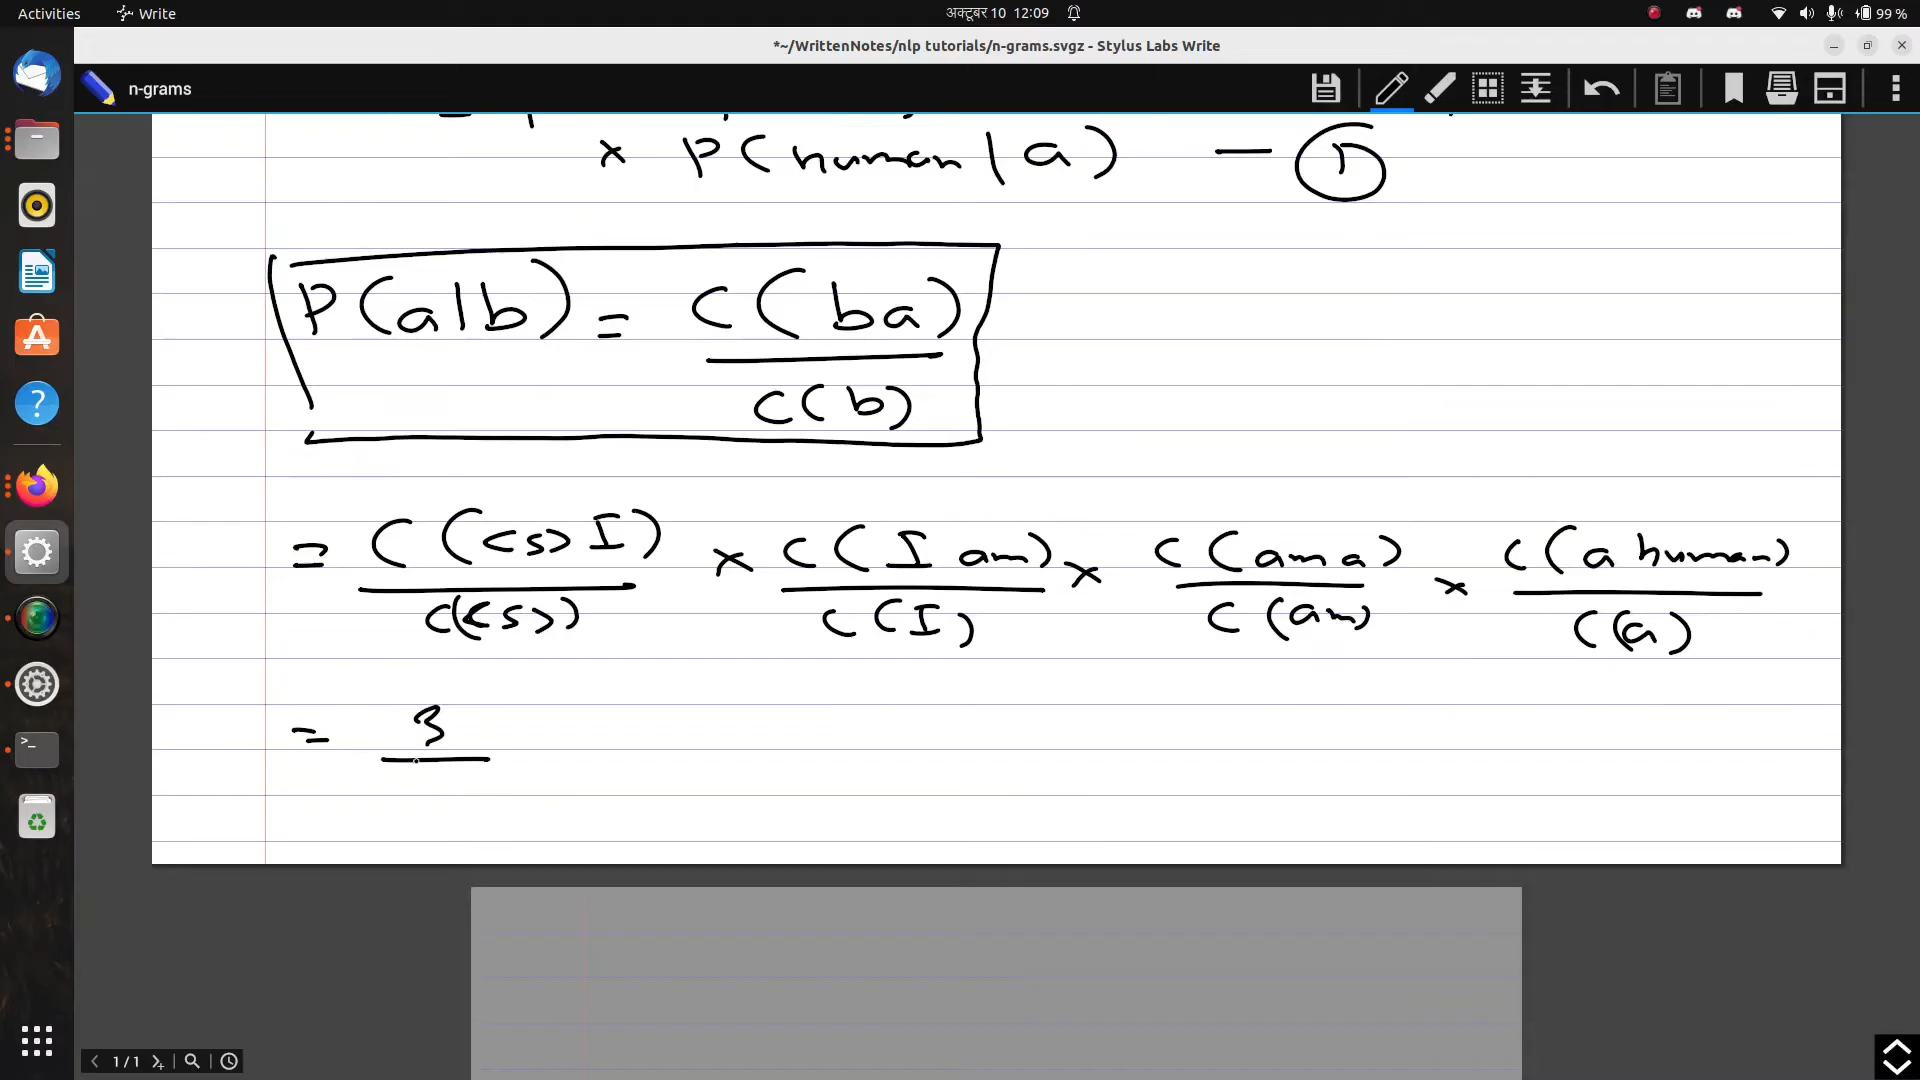 Activities Write अक्टूबर 10 12:09 99 %
*~/WrittenNotes/nlp tutorials/n-grams.svgz - Stylus Labs Write
n-grams
× P(human | a) — 1
P(a|b) = C(ba)
C(b)
= C(<s> I) × C(I am) × C(am a) × C(a human)
C(<s>) C(I) C(am) C(a)
= 3
1 / 1